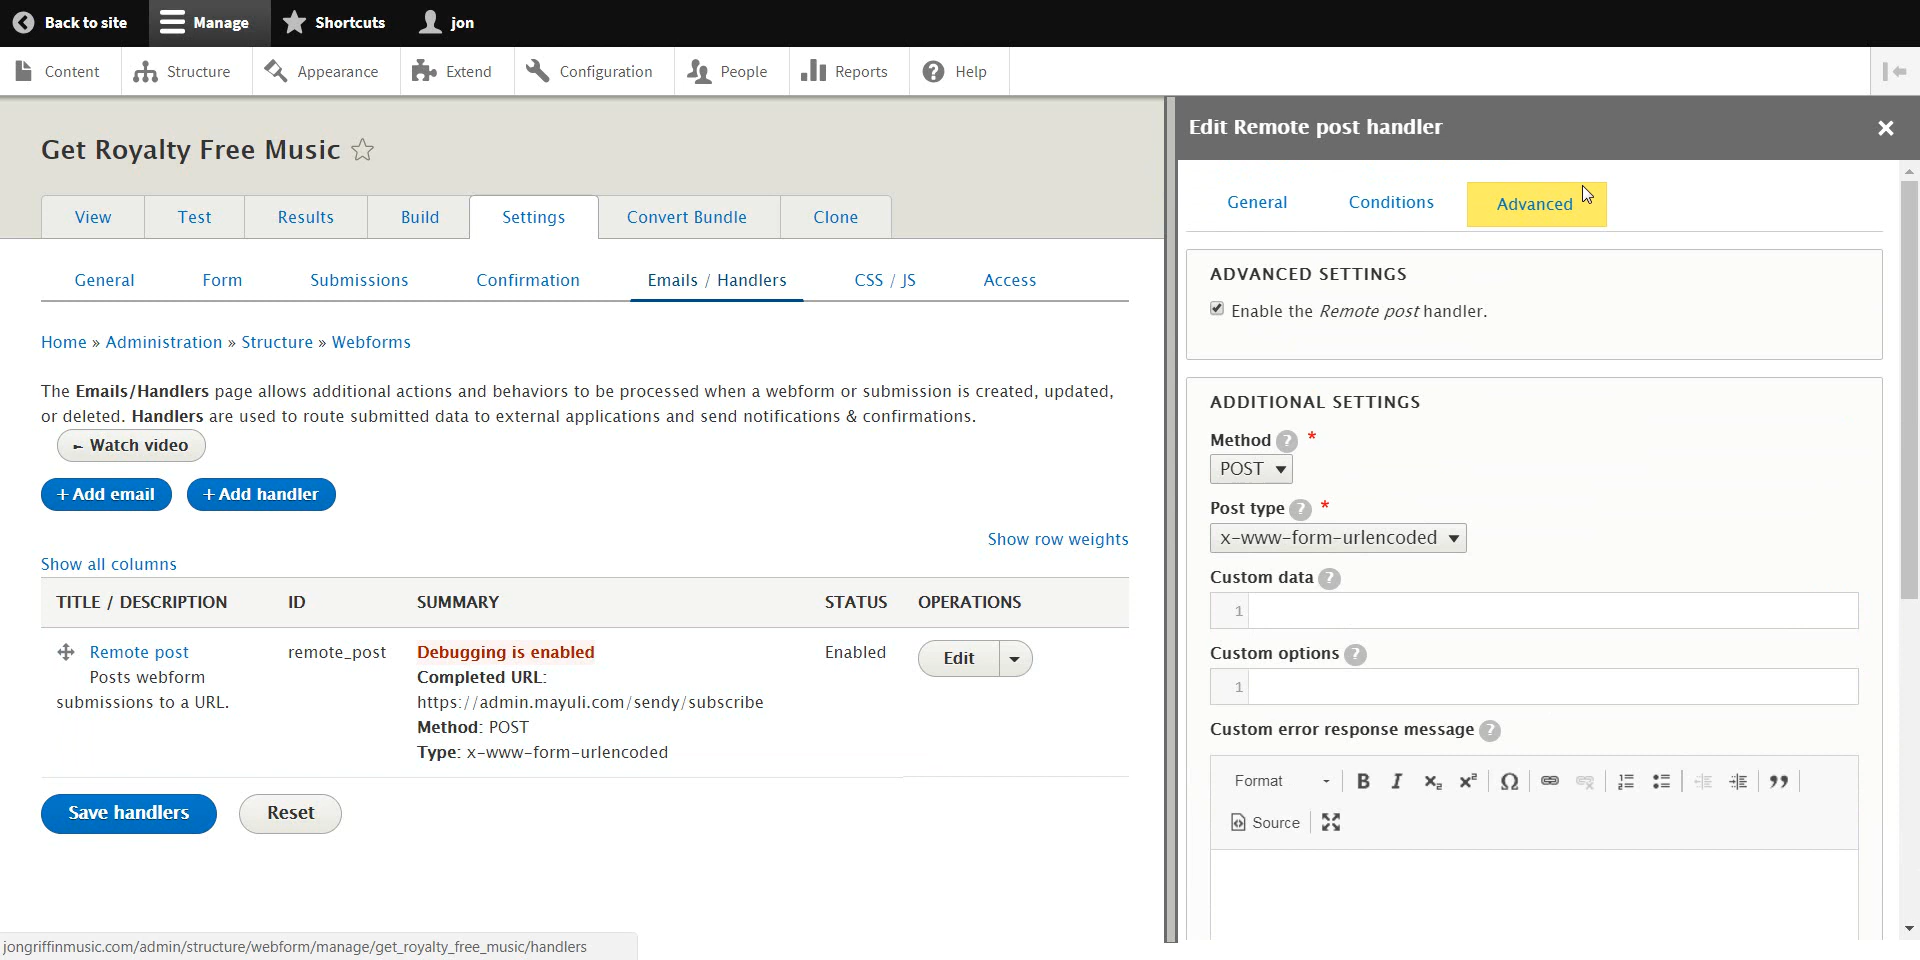 Back to site Manage Shortcuts jon
Content Structure Appearance Extend Configuration People Reports Help
Get Royalty Free Music
View Test Results Build Settings Convert Bundle Clone
General Form Submissions Confirmation Emails / Handlers CSS / JS Access
Home » Administration » Structure » Webforms
The Emails/Handlers page allows additional actions and behaviors to be processed when a webform or submission is created, updated,
or deleted. Handlers are used to route submitted data to external applications and send notifications & confirmations.
Watch video
+ Add email + Add handler
Show row weights
Show all columns
TITLE / DESCRIPTION ID SUMMARY STATUS OPERATIONS
Remote post remote_post Debugging is enabled Enabled Edit
Posts webform Completed URL:
submissions to a URL. https://admin.mayuli.com/sendy/subscribe
Method: POST
Type: x-www-form-urlencoded
Save handlers Reset
jongriffinmusic.com/admin/structure/webform/manage/get_royalty_free_music/handlers
Edit Remote post handler
General Conditions Advanced
ADVANCED SETTINGS
Enable the Remote post handler.
ADDITIONAL SETTINGS
Method ? *
POST
Post type ? *
x-www-form-urlencoded
Custom data ?
1
Custom options ?
1
Custom error response message ?
Format B I x₂ x² Ω
Source